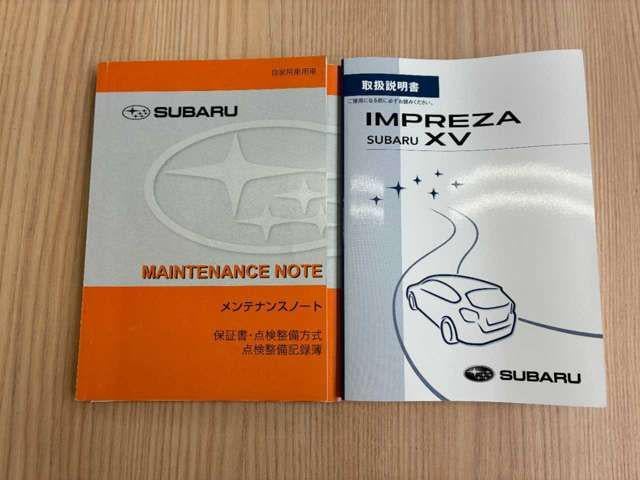 自家用乗用車
SUBARU
MAINTENANCE NOTE
メンテナンスノート
保証書・点検整備方式
点検整備記録簿
取扱説明書
ご使用になる前に必ずお読みください。
IMPREZA
SUBARU XV
SUBARU